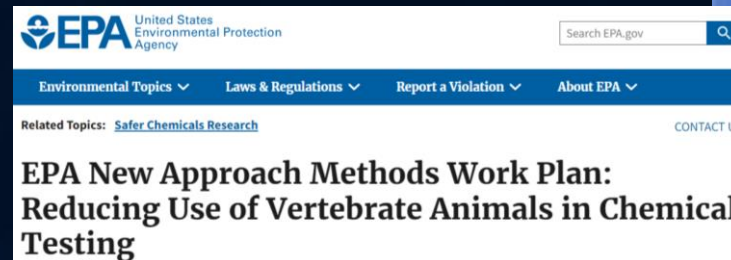 EPA
United States
Environmental Protection
Agency
Search EPA.gov
Environmental Topics
Laws & Regulations
Report a Violation
About EPA
Related Topics: Safer Chemicals Research
CONTACT U
EPA New Approach Methods Work Plan:
Reducing Use of Vertebrate Animals in Chemical
Testing